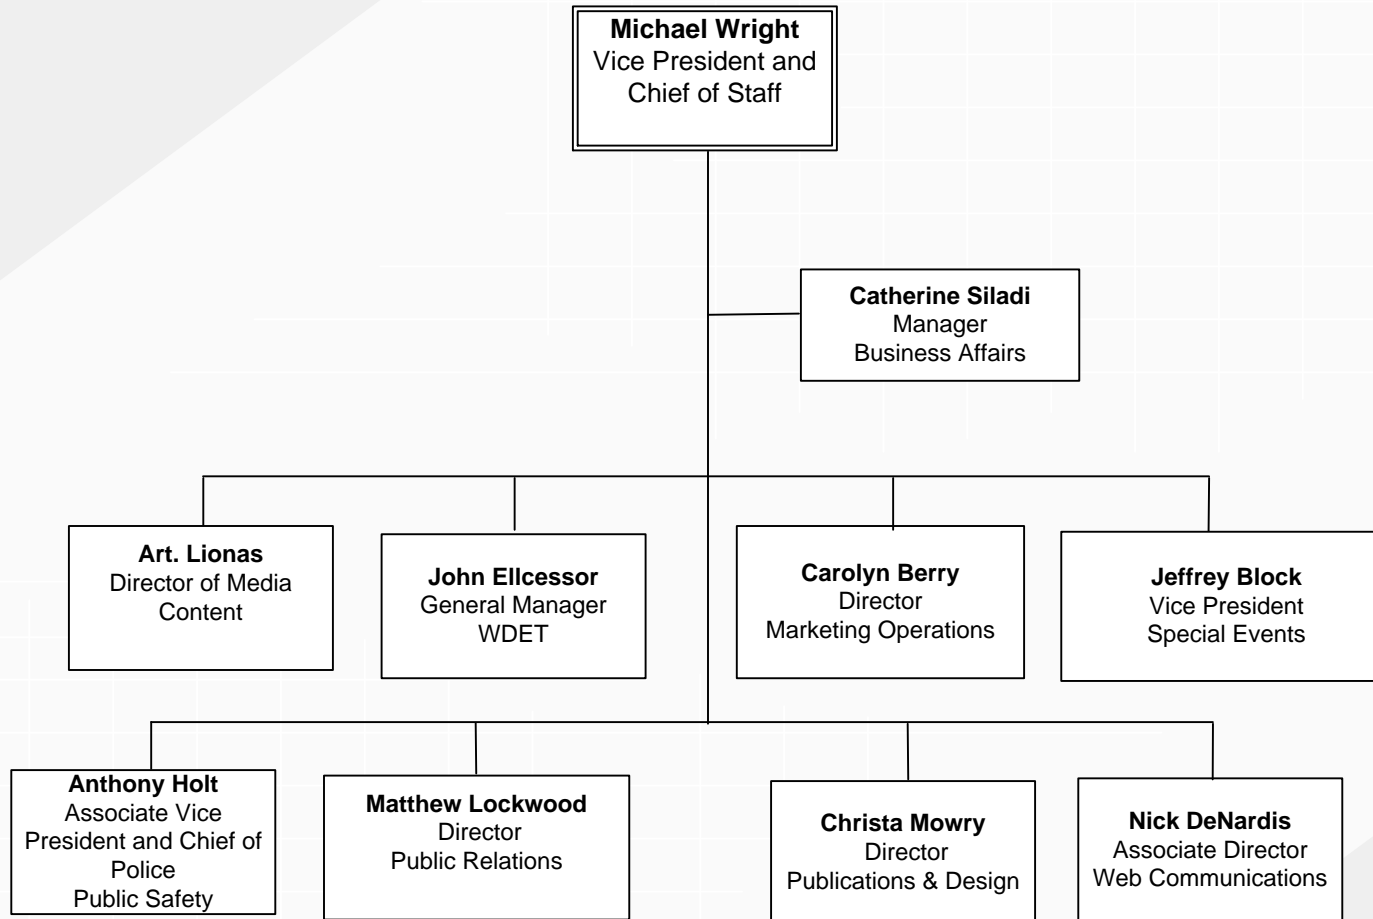 Michael Wright
Vice President and
Chief of Staff
Catherine Siladi
Manager
Business Affairs
Art. Lionas
Director of Media
Content
John Ellcessor
General Manager
WDET
Carolyn Berry
Director
Marketing Operations
Jeffrey Block
Vice President
Special Events
Anthony Holt
Associate Vice
President and Chief of
Police
Public Safety
Matthew Lockwood
Director
Public Relations
Christa Mowry
Director
Publications & Design
Nick DeNardis
Associate Director
Web Communications